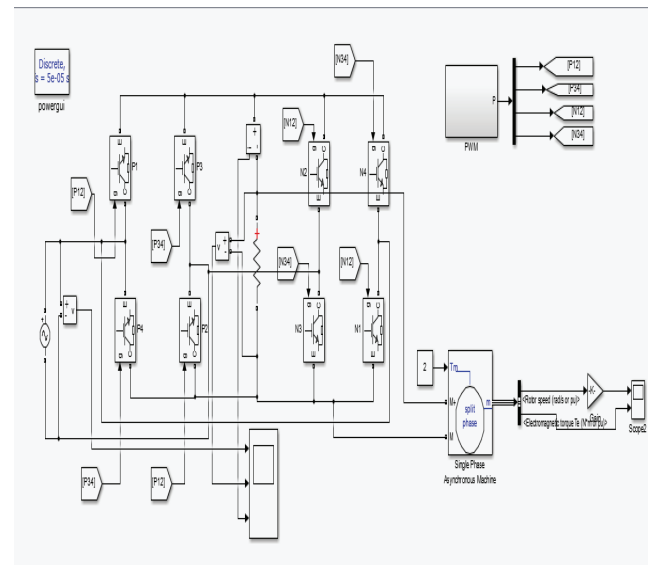 Discrete,
s = 5e-05 s
powergui
[N34]
[P12]
[P34]
[N12]
[N34]
P
PWM
[N12]
P1
P3
N2
N4
[P12]
[P34]
[N34]
[N12]
+
v
-
+
v
-
P4
P2
N3
N1
2
Tm
M+
M
m
split
phase
Single Phase
Asynchronous Machine
<Rotor speed (rad/s or pu)>
<Electromagnetic torque Te (N*m or pu)>
-K-
Gain
Scope2
[P34]
[P12]